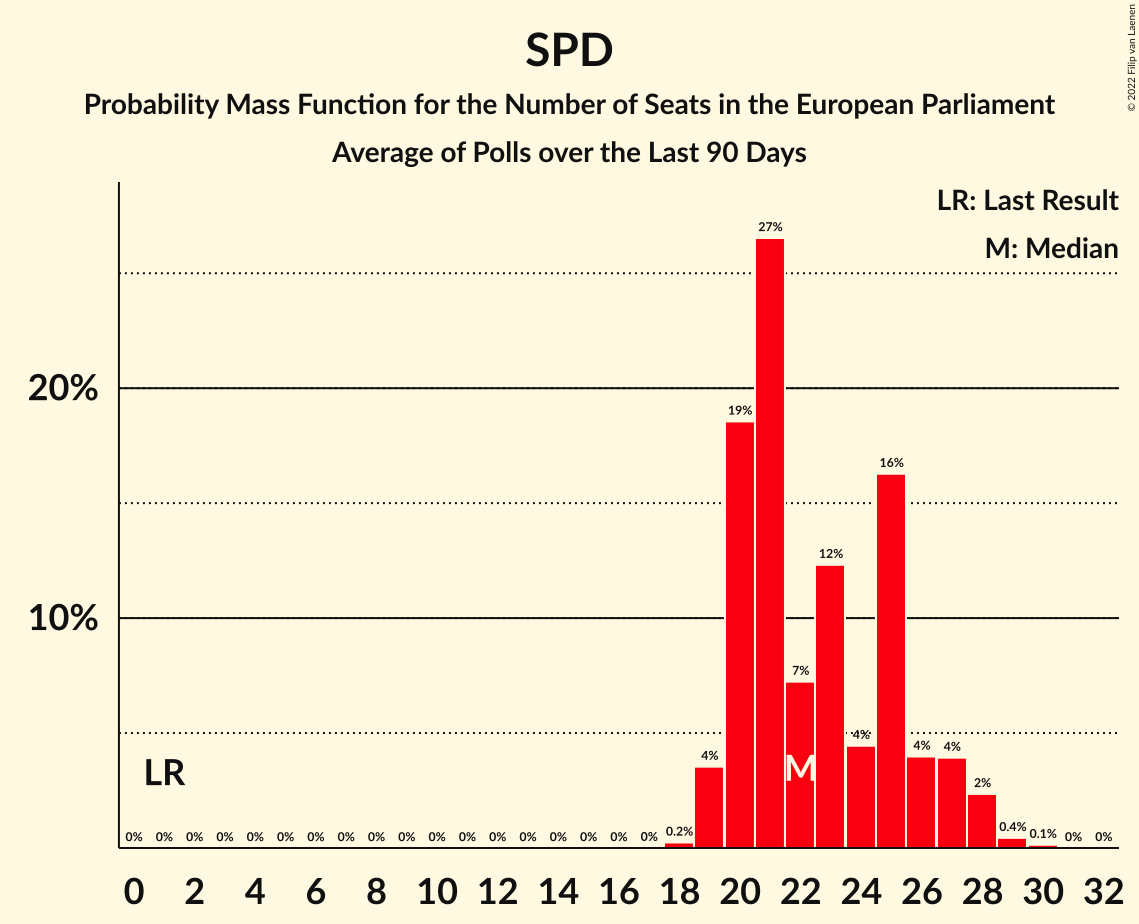 SPD
Probability Mass Function for the Number of Seats in the European Parliament
Average of Polls over the Last 90 Days
© 2022 Filip van Laenen
LR: Last Result
M: Median
20%
10%
LR
M
0% 0% 0% 0% 0% 0% 0% 0% 0% 0% 0% 0% 0% 0% 0% 0% 0% 0% 0.2% 4% 19% 27% 7% 12% 4% 16% 4% 4% 2% 0.4% 0.1% 0% 0%
0 2 4 6 8 10 12 14 16 18 20 22 24 26 28 30 32